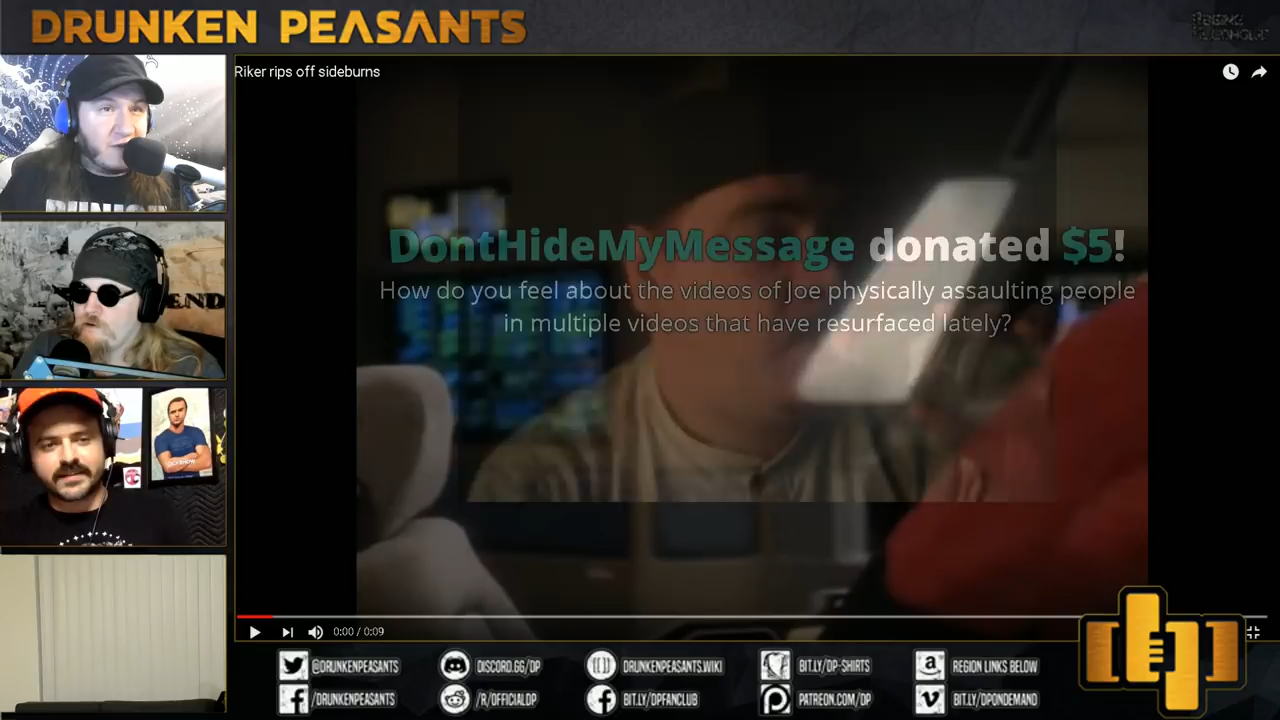 DRUNKEN PEASANTS
Riker rips off sideburns
DontHideMyMessage donated $5!
How do you feel about the videos of Joe physically assaulting people
in multiple videos that have resurfaced lately?
0:00 / 0:09
@DRUNKENPEASANTS
DISCORD.GG/DP
DRUNKENPEASANTS.WIKI
BIT.LY/DP-SHIRTS
REGION LINKS BELOW
/DRUNKENPEASANTS
/R/OFFICIALDP
BIT.LY/DPFANCLUB
PATREON.COM/DP
BIT.LY/DPONDEMAND